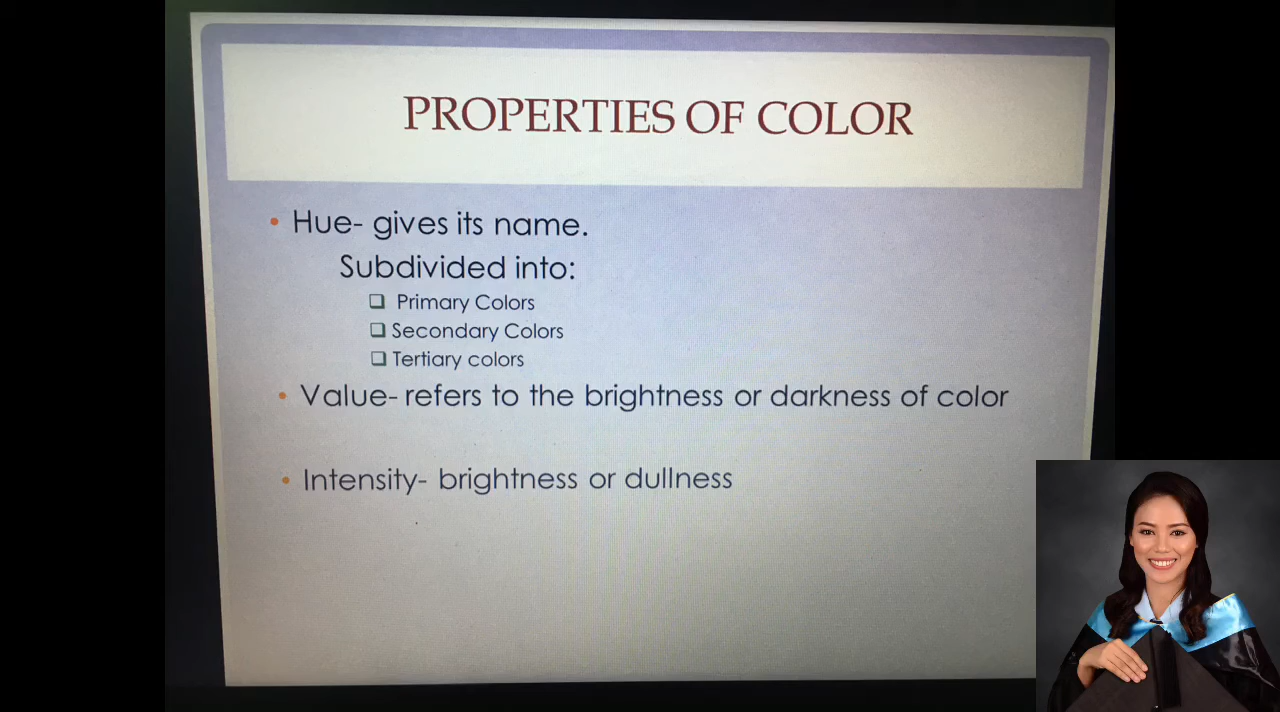 PROPERTIES OF COLOR
• Hue- gives its name.
Subdivided into:
❑ Primary Colors
❑ Secondary Colors
❑ Tertiary colors
• Value- refers to the brightness or darkness of color
• Intensity- brightness or dullness